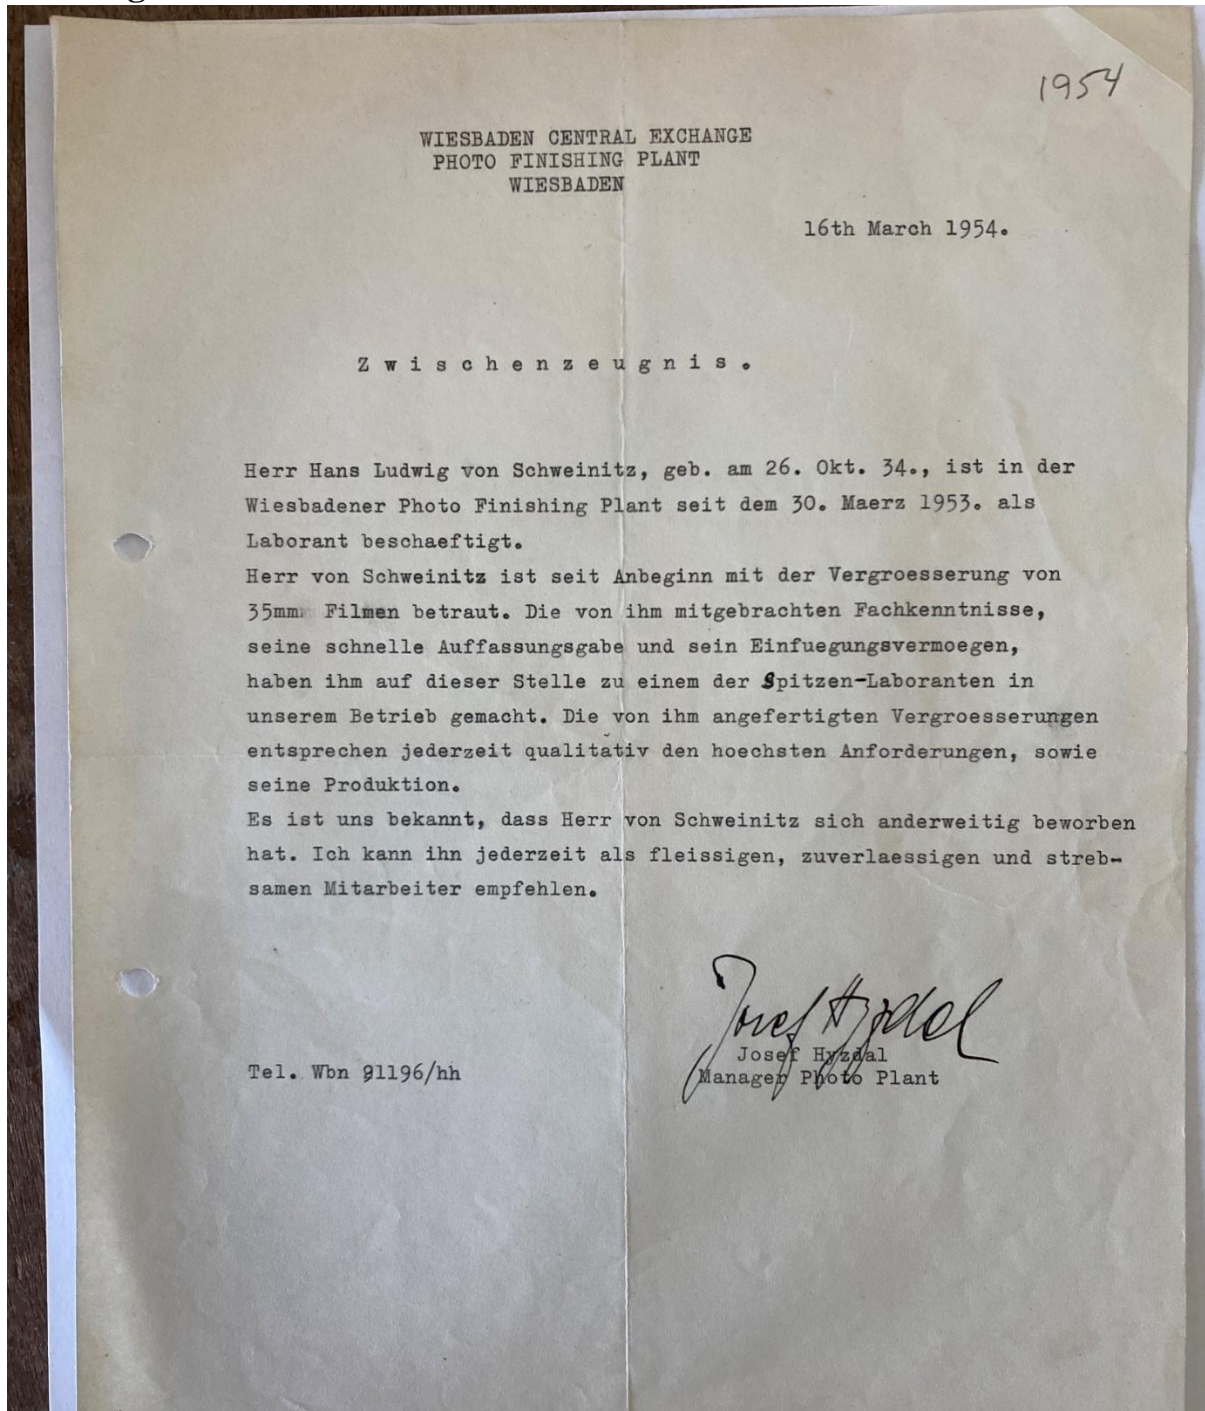 1954
WIESBADEN CENTRAL EXCHANGE
PHOTO FINISHING PLANT
WIESBADEN
16th March 1954.
Zwischenzeugnis.
Herr Hans Ludwig von Schweinitz, geb. am 26. Okt. 34., ist in der
Wiesbadener Photo Finishing Plant seit dem 30. Maerz 1953. als
Laborant beschaeftigt.
Herr von Schweinitz ist seit Anbeginn mit der Vergroesserung von
35mm. Filmen betraut. Die von ihm mitgebrachten Fachkenntnisse,
seine schnelle Auffassungsgabe und sein Einfuegungsvermoegen,
haben ihm auf dieser Stelle zu einem der Spitzen-Laboranten in
unserem Betrieb gemacht. Die von ihm angefertigten Vergroesserungen
entsprechen jederzeit qualitativ den hoechsten Anforderungen, sowie
seine Produktion.
Es ist uns bekannt, dass Herr von Schweinitz sich anderweitig beworben
hat. Ich kann ihn jederzeit als fleissigen, zuverlaessigen und streb-
samen Mitarbeiter empfehlen.
Josef Hyzdal
Josef Hyzdal
Tel. Wbn 91196/hh Manager Photo Plant